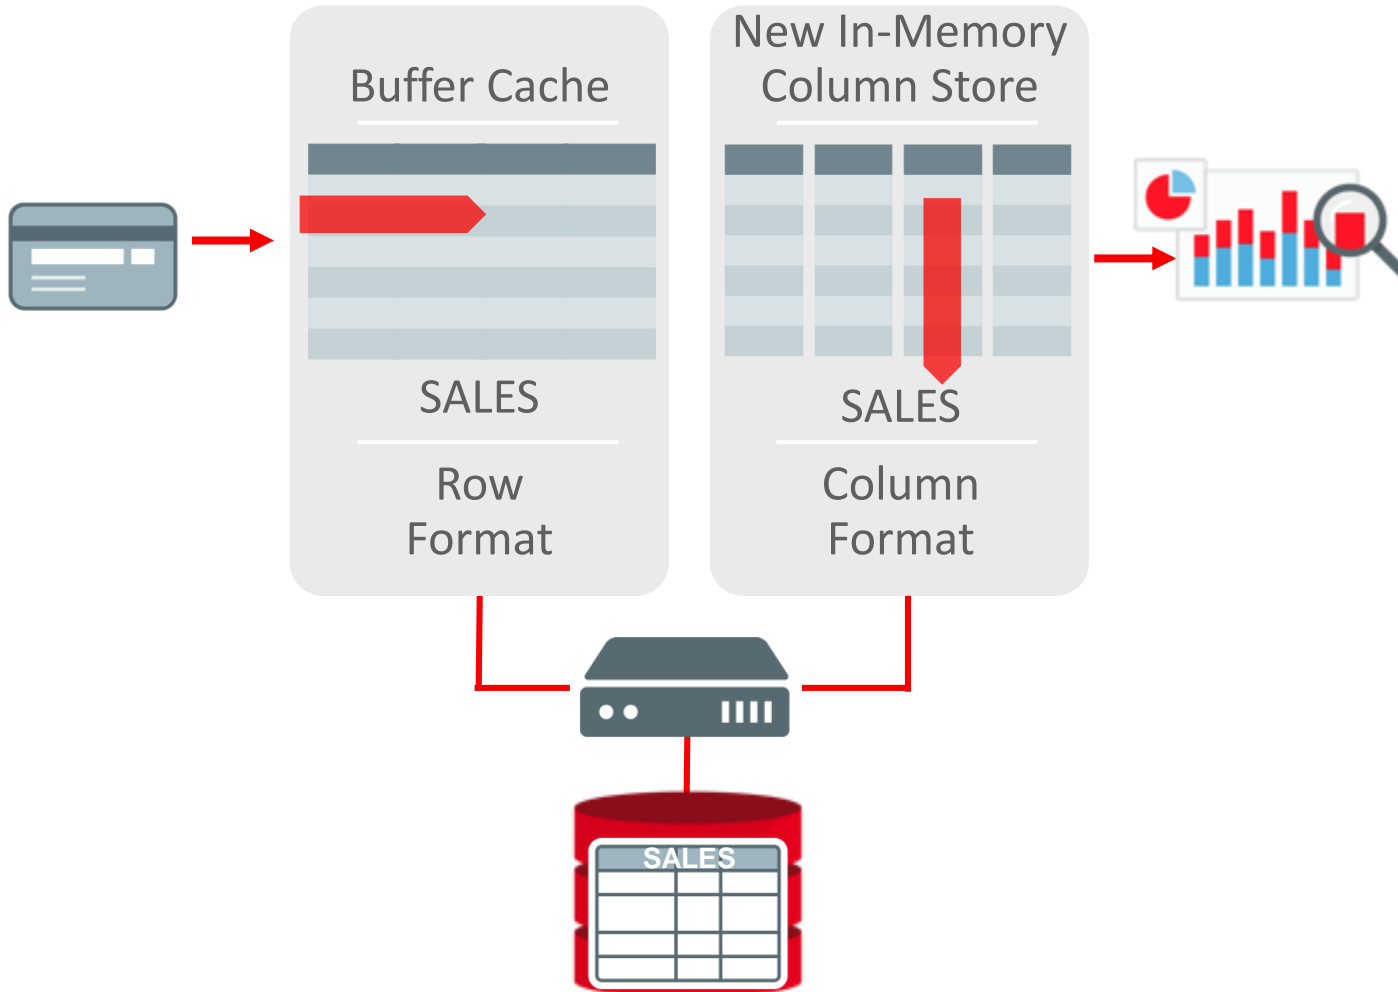 Buffer Cache
SALES
Row
Format
New In-Memory
Column Store
SALES
Column
Format
SALES